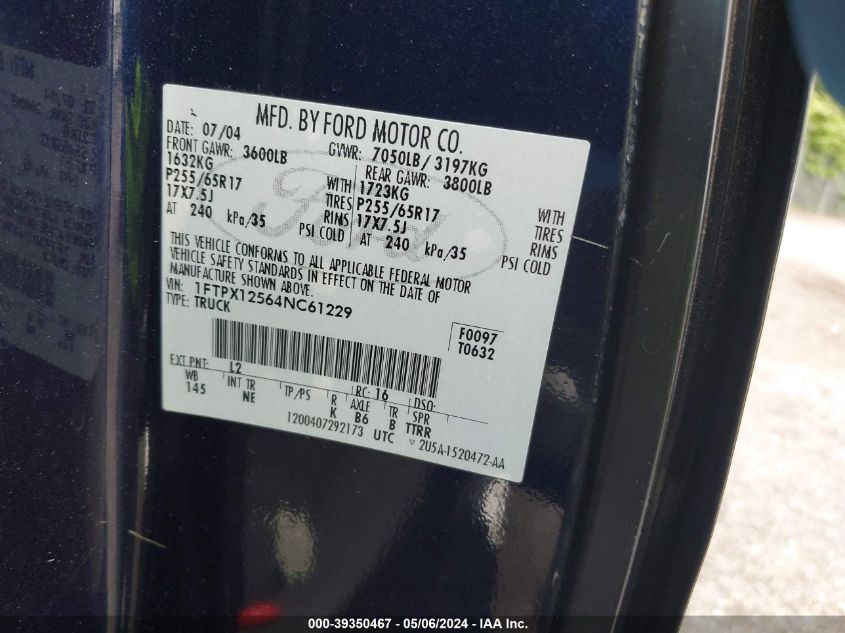 MFD. BY FORD MOTOR CO.
DATE: 07/04 GVWR: 7050LB/ 3197KG
FRONT GAWR: 3600LB REAR GAWR: 3800LB
1632KG WITH 1723KG WITH
P255/65R17 TIRES P255/65R17 TIRES
17X7.5J RIMS 17X7.5J RIMS
AT 240 kPa/35 PSI COLD AT 240 kPa/35 PSI COLD
THIS VEHICLE CONFORMS TO ALL APPLICABLE FEDERAL MOTOR
VEHICLE SAFETY STANDARDS IN EFFECT ON THE DATE OF
MANUFACTURE SHOWN ABOVE.
VIN: 1FTPX12564NC61229
TYPE: TRUCK
F0097
T0632
EXT PNT: L2 RC: 16 DSO:
WB INT TR TP/PS R AXLE TR SPR
145 NE K B6 B TTRR
1200407292173 UTC ▽ 2U5A-1520472-AA
Ford
000-39350467 - 05/06/2024 - IAA Inc.